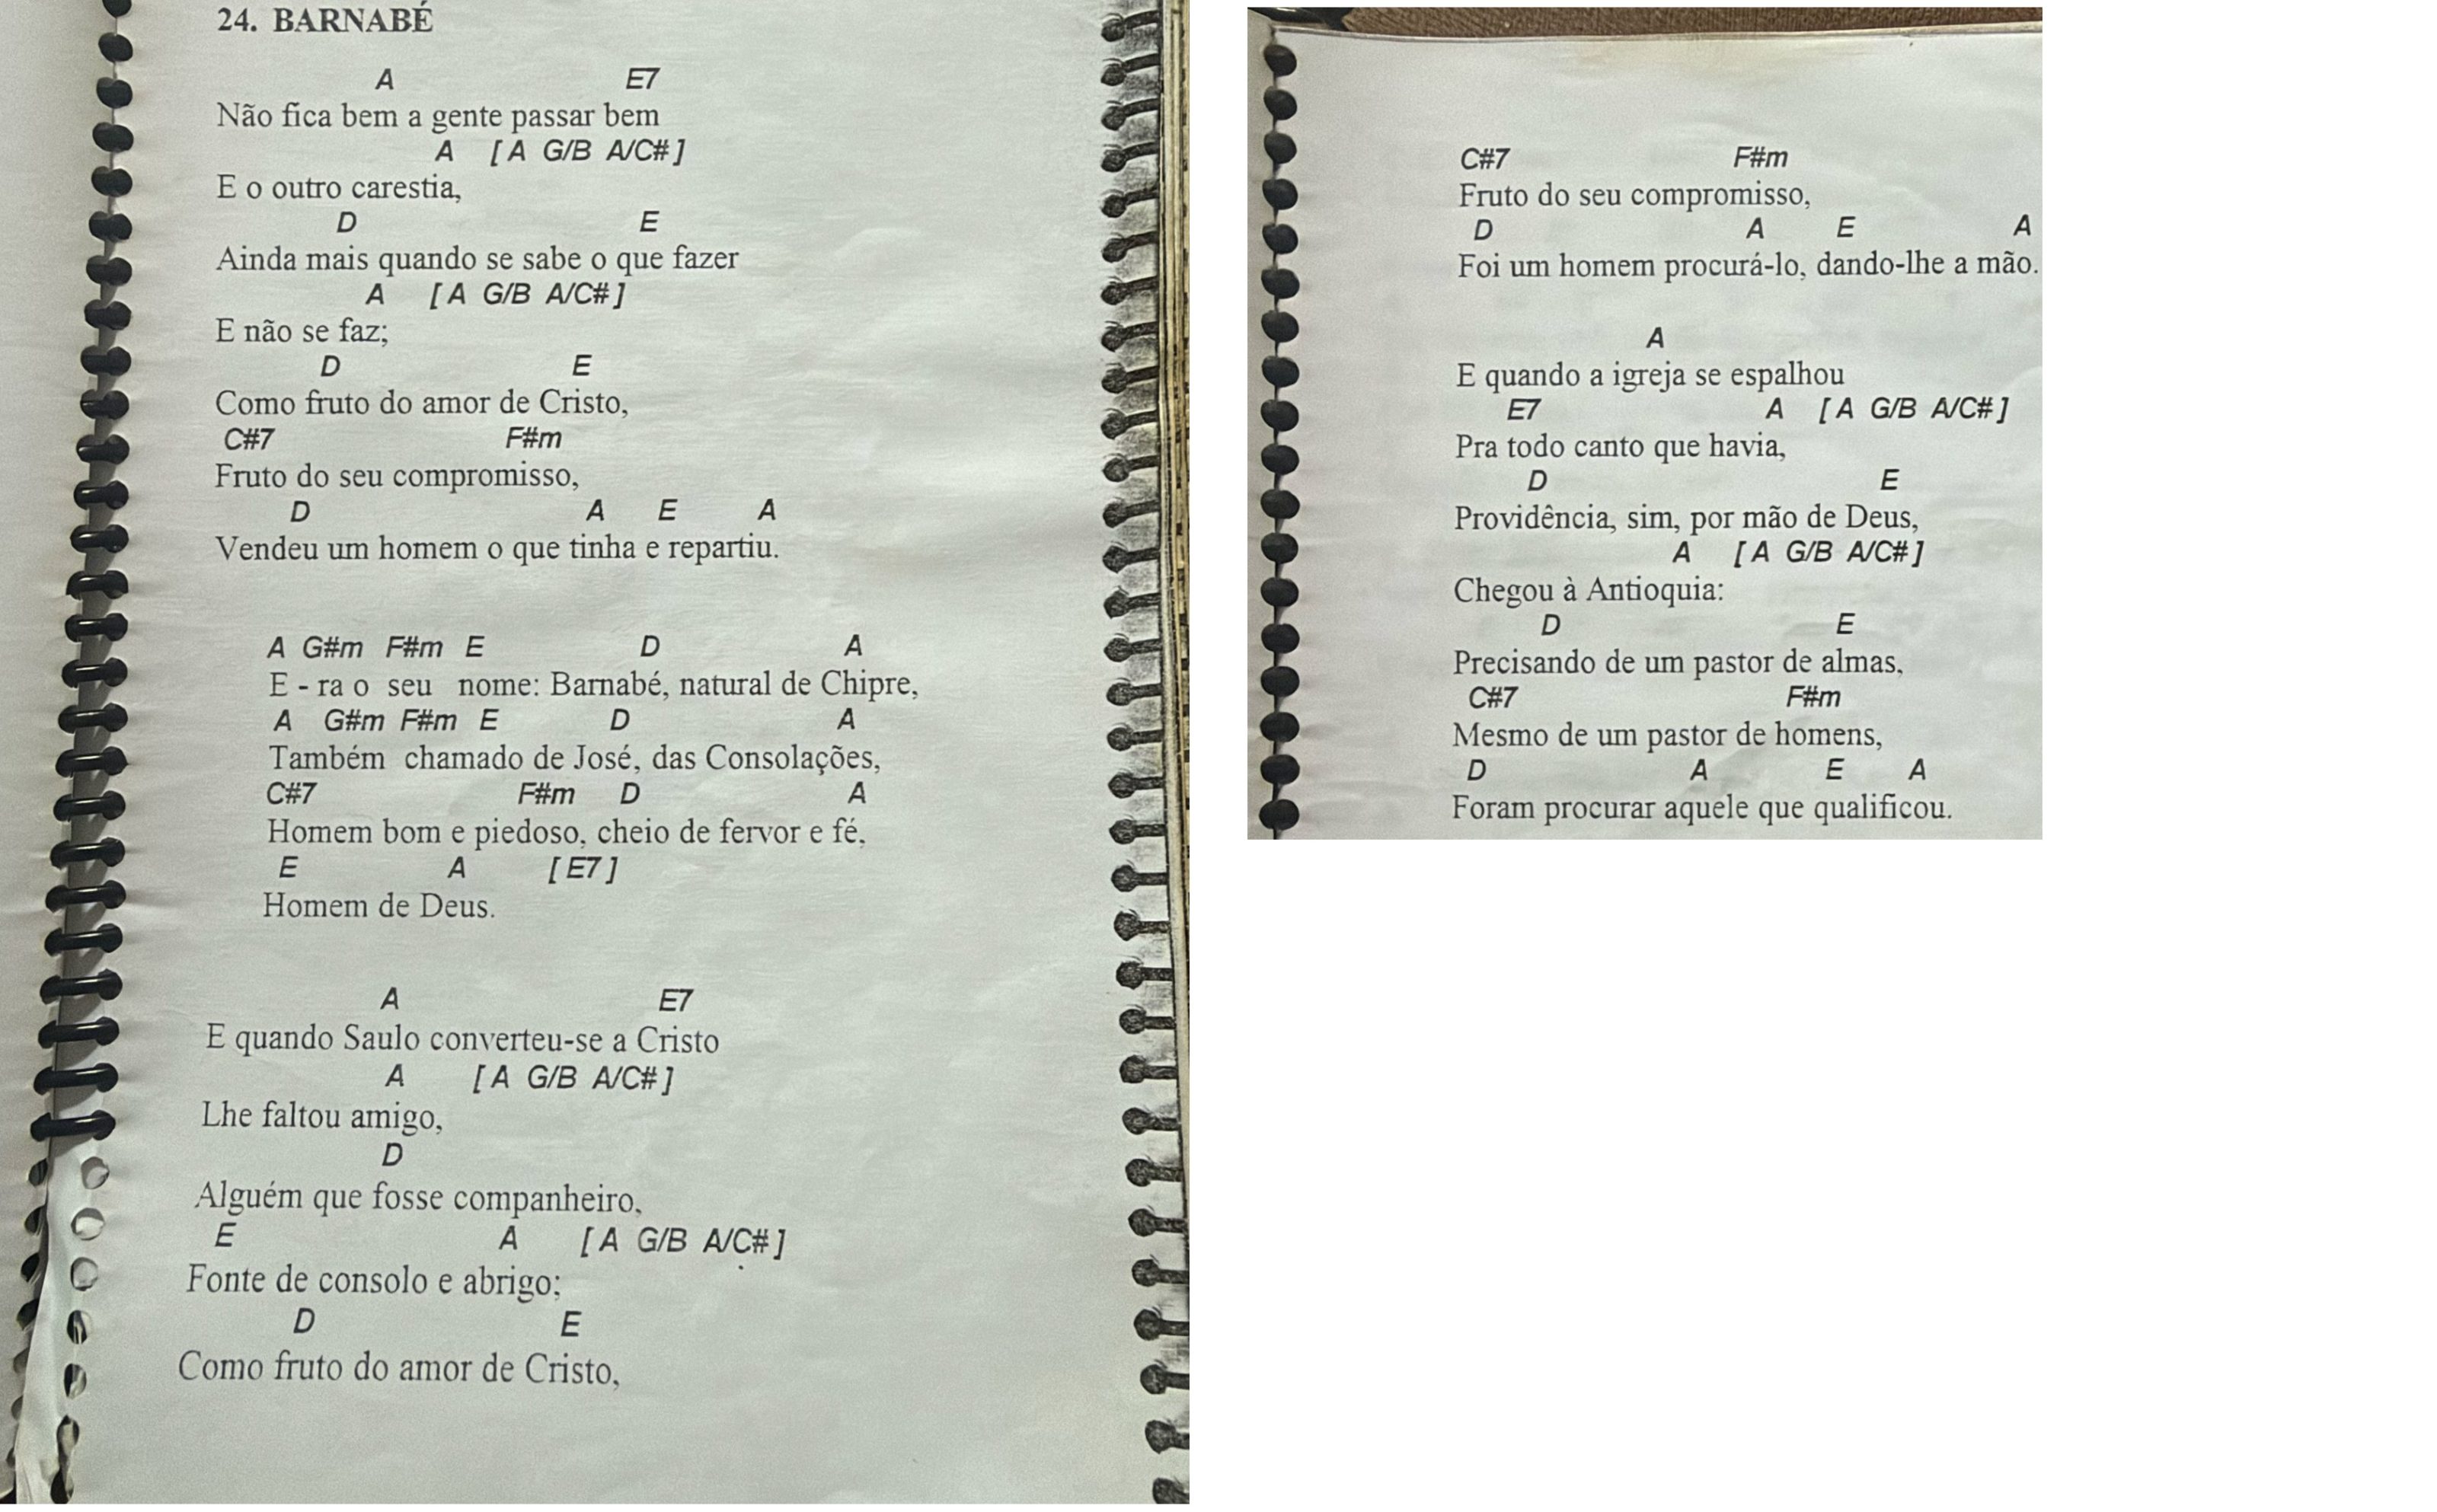 24. BARNABÉ
A E7
Não fica bem a gente passar bem
A [ A G/B A/C# ]
E o outro carestia,
D E
Ainda mais quando se sabe o que fazer
A [ A G/B A/C# ]
E não se faz;
D E
Como fruto do amor de Cristo,
C#7 F#m
Fruto do seu compromisso,
D A E A
Vendeu um homem o que tinha e repartiu.
A G#m F#m E D A
E - ra o seu nome: Barnabé, natural de Chipre,
A G#m F#m E D A
Também chamado de José, das Consolações,
C#7 F#m D A
Homem bom e piedoso, cheio de fervor e fé,
E A [ E7 ]
Homem de Deus.
A E7
E quando Saulo converteu-se a Cristo
A [ A G/B A/C# ]
Lhe faltou amigo,
D
Alguém que fosse companheiro,
E A [ A G/B A/C# ]
Fonte de consolo e abrigo;
D E
Como fruto do amor de Cristo,
C#7 F#m
Fruto do seu compromisso,
D A E A
Foi um homem procurá-lo, dando-lhe a mão.
A
E quando a igreja se espalhou
E7 A [ A G/B A/C# ]
Pra todo canto que havia,
D E
Providência, sim, por mão de Deus,
A [ A G/B A/C# ]
Chegou à Antioquia:
D E
Precisando de um pastor de almas,
C#7 F#m
Mesmo de um pastor de homens,
D A E A
Foram procurar aquele que qualificou.